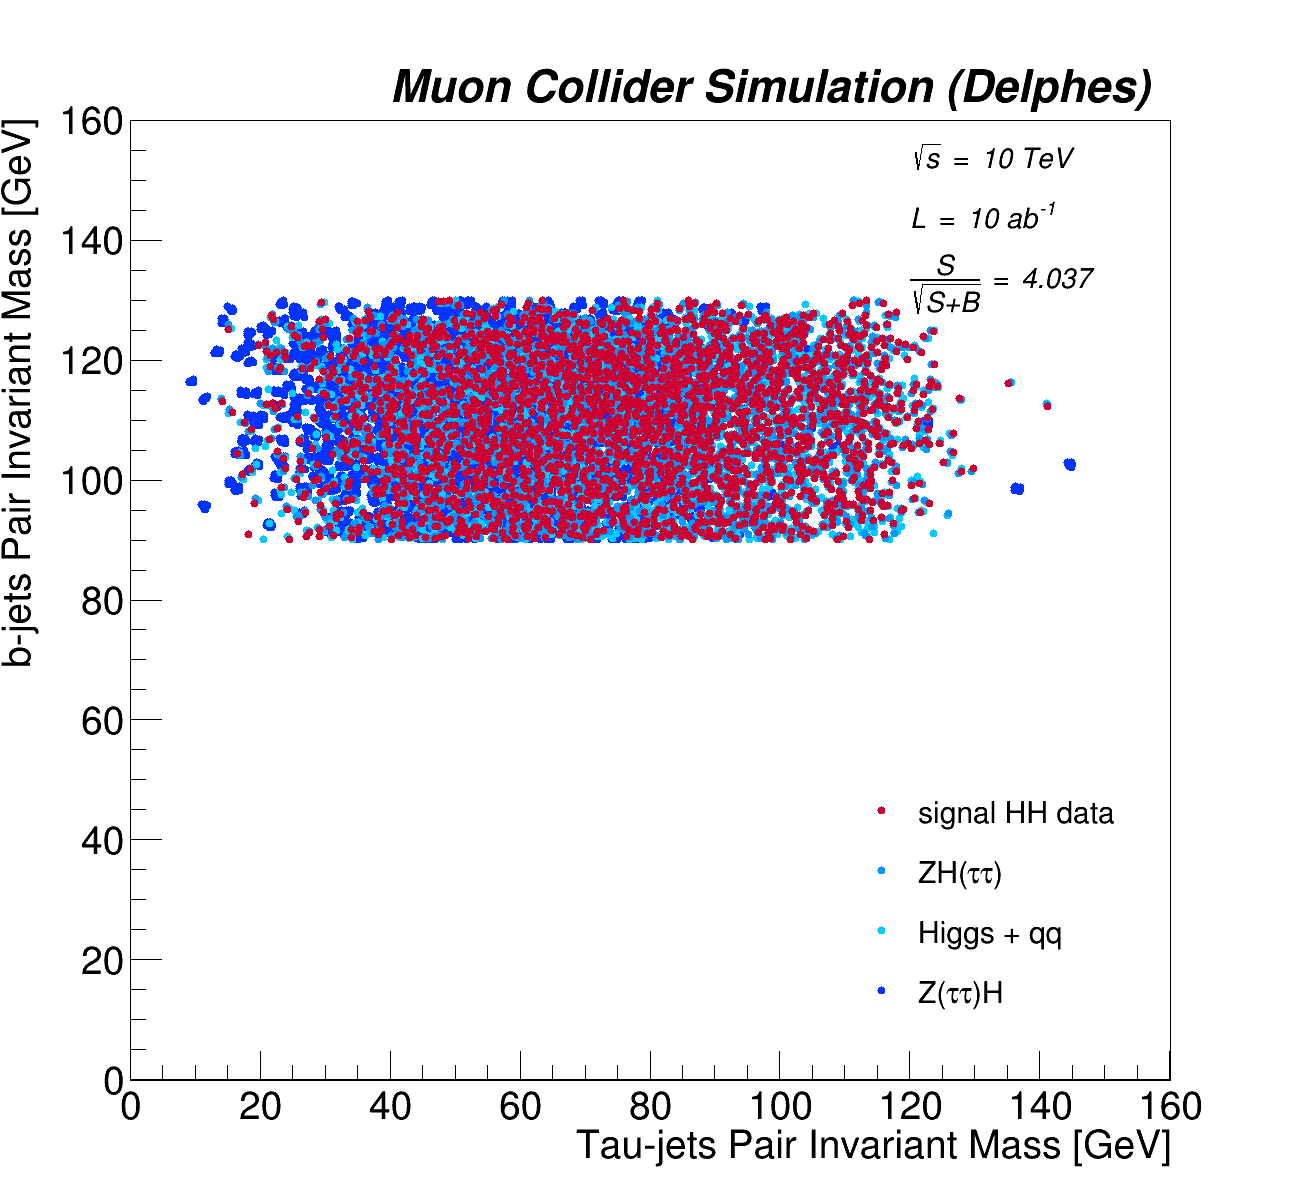 Muon Collider Simulation (Delphes)
√s = 10 TeV
L = 10 ab⁻¹
S
√S+B
= 4.037
b-jets Pair Invariant Mass [GeV]
160
140
120
100
80
60
40
20
0
signal HH data
ZH(ττ)
Higgs + qq
Z(ττ)H
0 20 40 60 80 100 120 140 160
Tau-jets Pair Invariant Mass [GeV]